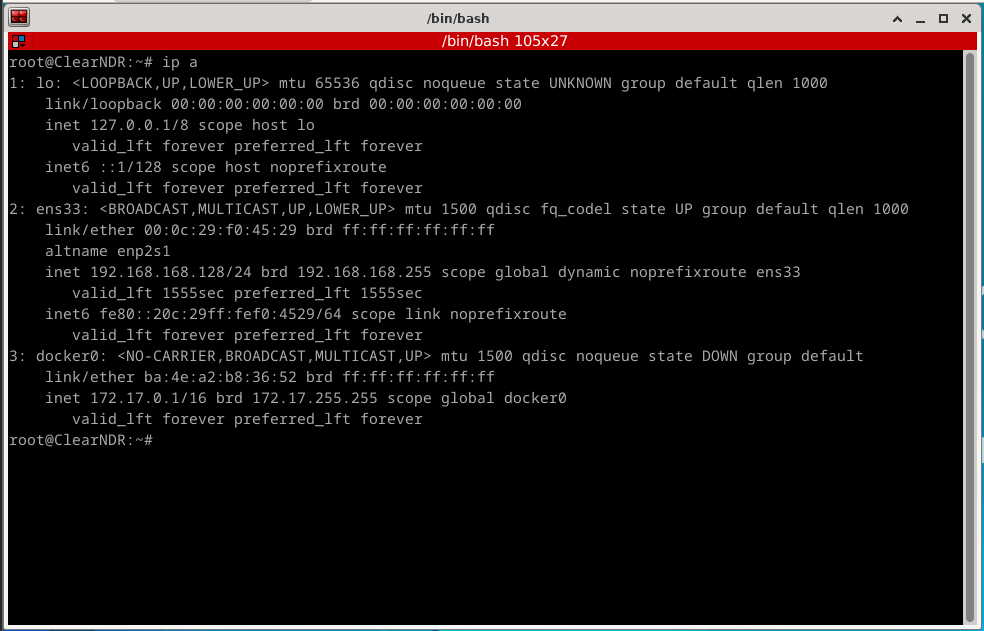 /bin/bash
/bin/bash 105x27
root@ClearNDR:~# ip a
1: lo: <LOOPBACK,UP,LOWER_UP> mtu 65536 qdisc noqueue state UNKNOWN group default qlen 1000
    link/loopback 00:00:00:00:00:00 brd 00:00:00:00:00:00
    inet 127.0.0.1/8 scope host lo
       valid_lft forever preferred_lft forever
    inet6 ::1/128 scope host noprefixroute
       valid_lft forever preferred_lft forever
2: ens33: <BROADCAST,MULTICAST,UP,LOWER_UP> mtu 1500 qdisc fq_codel state UP group default qlen 1000
    link/ether 00:0c:29:f0:45:29 brd ff:ff:ff:ff:ff:ff
    altname enp2s1
    inet 192.168.168.128/24 brd 192.168.168.255 scope global dynamic noprefixroute ens33
       valid_lft 1555sec preferred_lft 1555sec
    inet6 fe80::20c:29ff:fef0:4529/64 scope link noprefixroute
       valid_lft forever preferred_lft forever
3: docker0: <NO-CARRIER,BROADCAST,MULTICAST,UP> mtu 1500 qdisc noqueue state DOWN group default
    link/ether ba:4e:a2:b8:36:52 brd ff:ff:ff:ff:ff:ff
    inet 172.17.0.1/16 brd 172.17.255.255 scope global docker0
       valid_lft forever preferred_lft forever
root@ClearNDR:~#